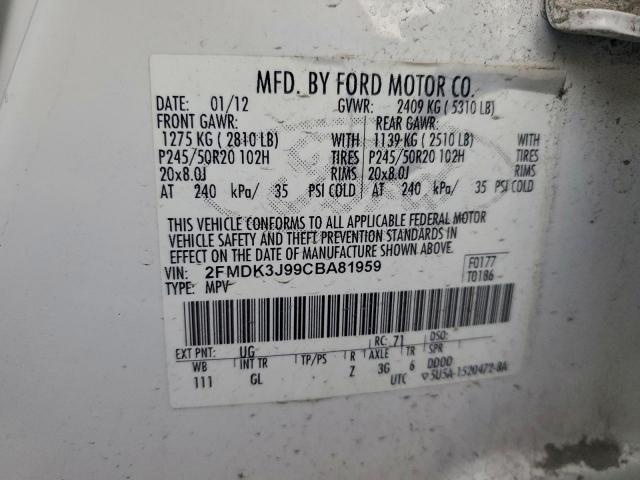 MFD. BY FORD MOTOR CO.
DATE: 01/12 GVWR: 2409 KG ( 5310 LB)
FRONT GAWR: REAR GAWR:
1275 KG ( 2810 LB) WITH 1139 KG ( 2510 LB) WITH
P245/50R20 102H TIRES P245/50R20 102H TIRES
20x8.0J RIMS 20x8.0J RIMS
AT 240 kPa/ 35 PSI COLD AT 240 kPa/ 35 PSI COLD
THIS VEHICLE CONFORMS TO ALL APPLICABLE FEDERAL MOTOR
VEHICLE SAFETY AND THEFT PREVENTION STANDARDS IN
EFFECT ON THE DATE OF MANUFACTURE SHOWN ABOVE.
VIN: 2FMDK3J99CBA81959 F0177
TYPE: MPV T0186
EXT PNT: UG RC: 71 DSO:
WB INT TR TP/PS R AXLE TR SPR
111 GL Z 3G 6 DDDD
UTC ▽5U5A-1520472-BA